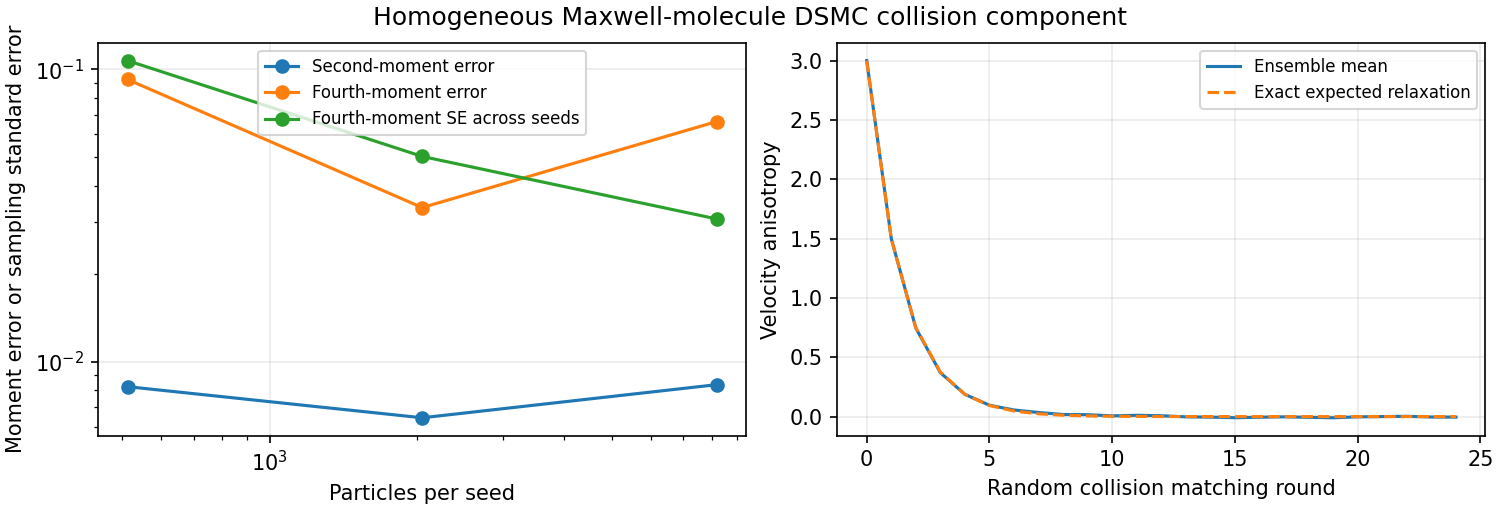 Homogeneous Maxwell-molecule DSMC collision component
Moment error or sampling standard error
10⁻¹
10⁻²
Second-moment error
Fourth-moment error
Fourth-moment SE across seeds
10³
Particles per seed
Velocity anisotropy
3.0
2.5
2.0
1.5
1.0
0.5
0.0
Ensemble mean
Exact expected relaxation
0
5
10
15
20
25
Random collision matching round